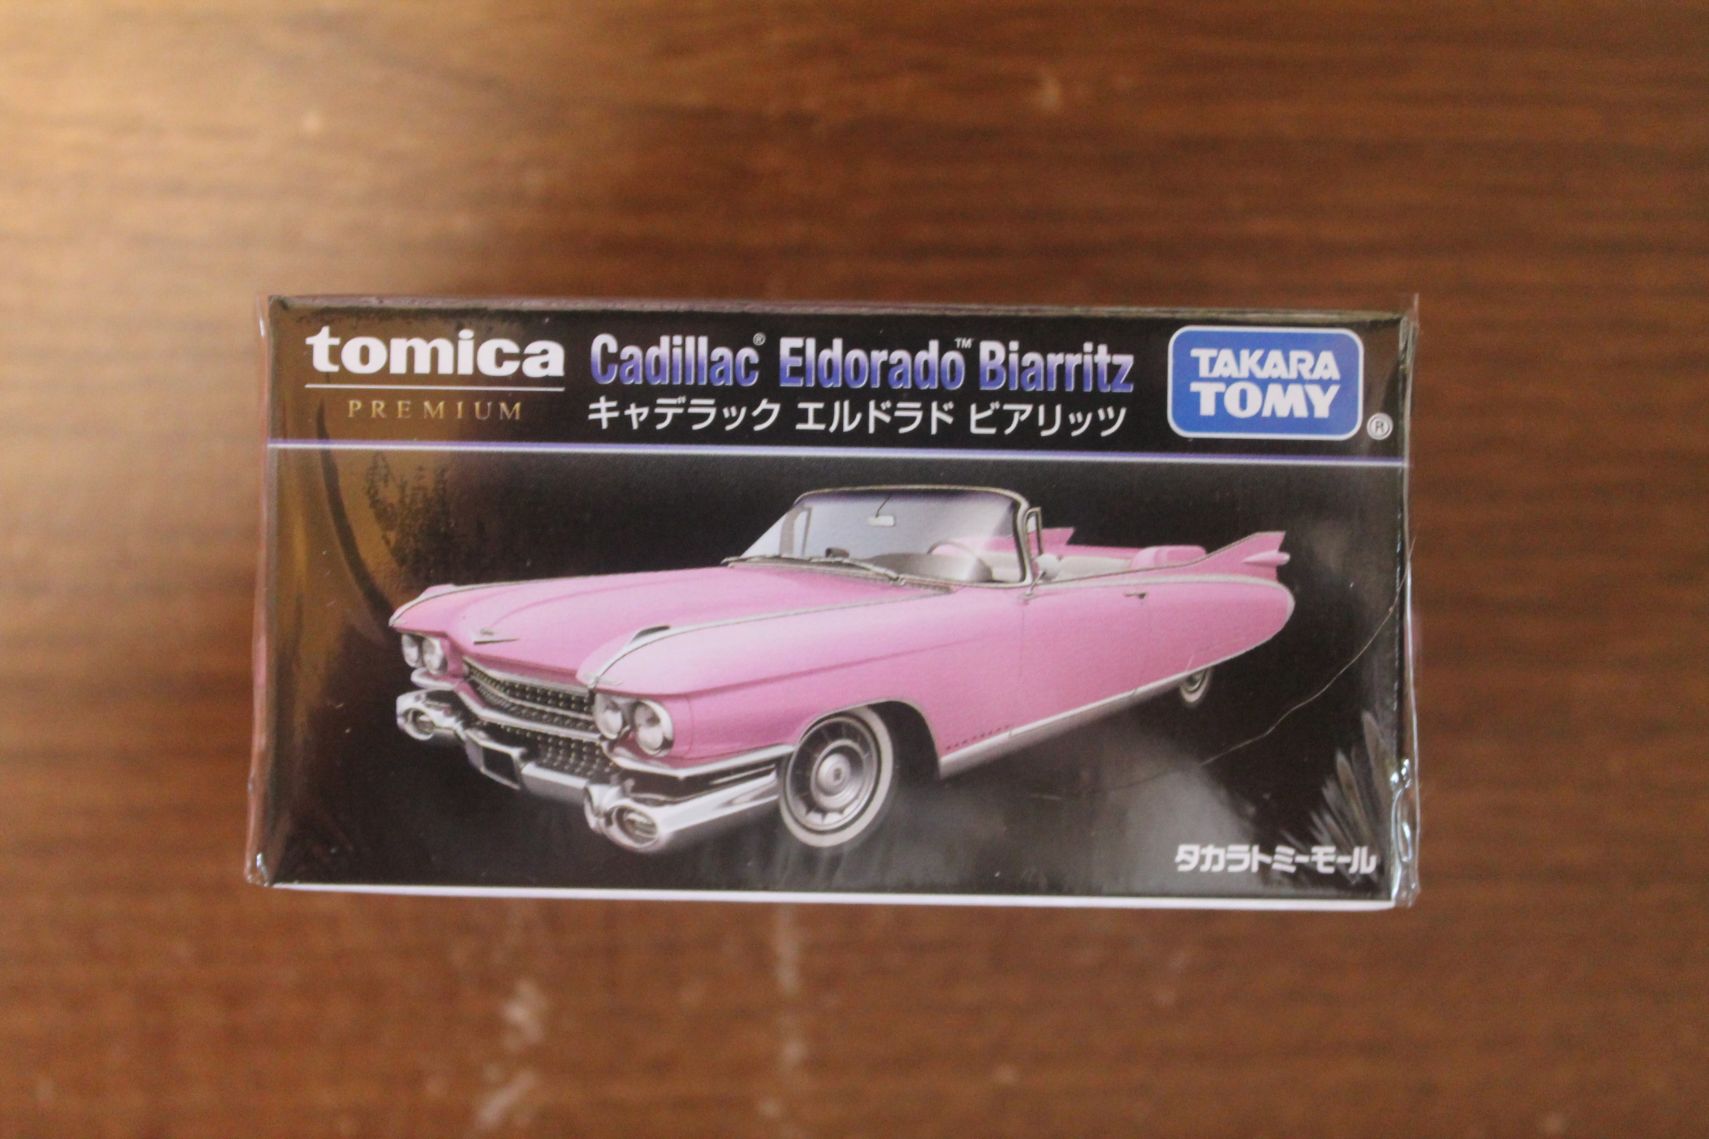 tomica
PREMIUM
Cadillac® Eldorado™ Biarritz
キャデラック エルドラド ビアリッツ
TAKARA
TOMY
®
タカラトミーモール